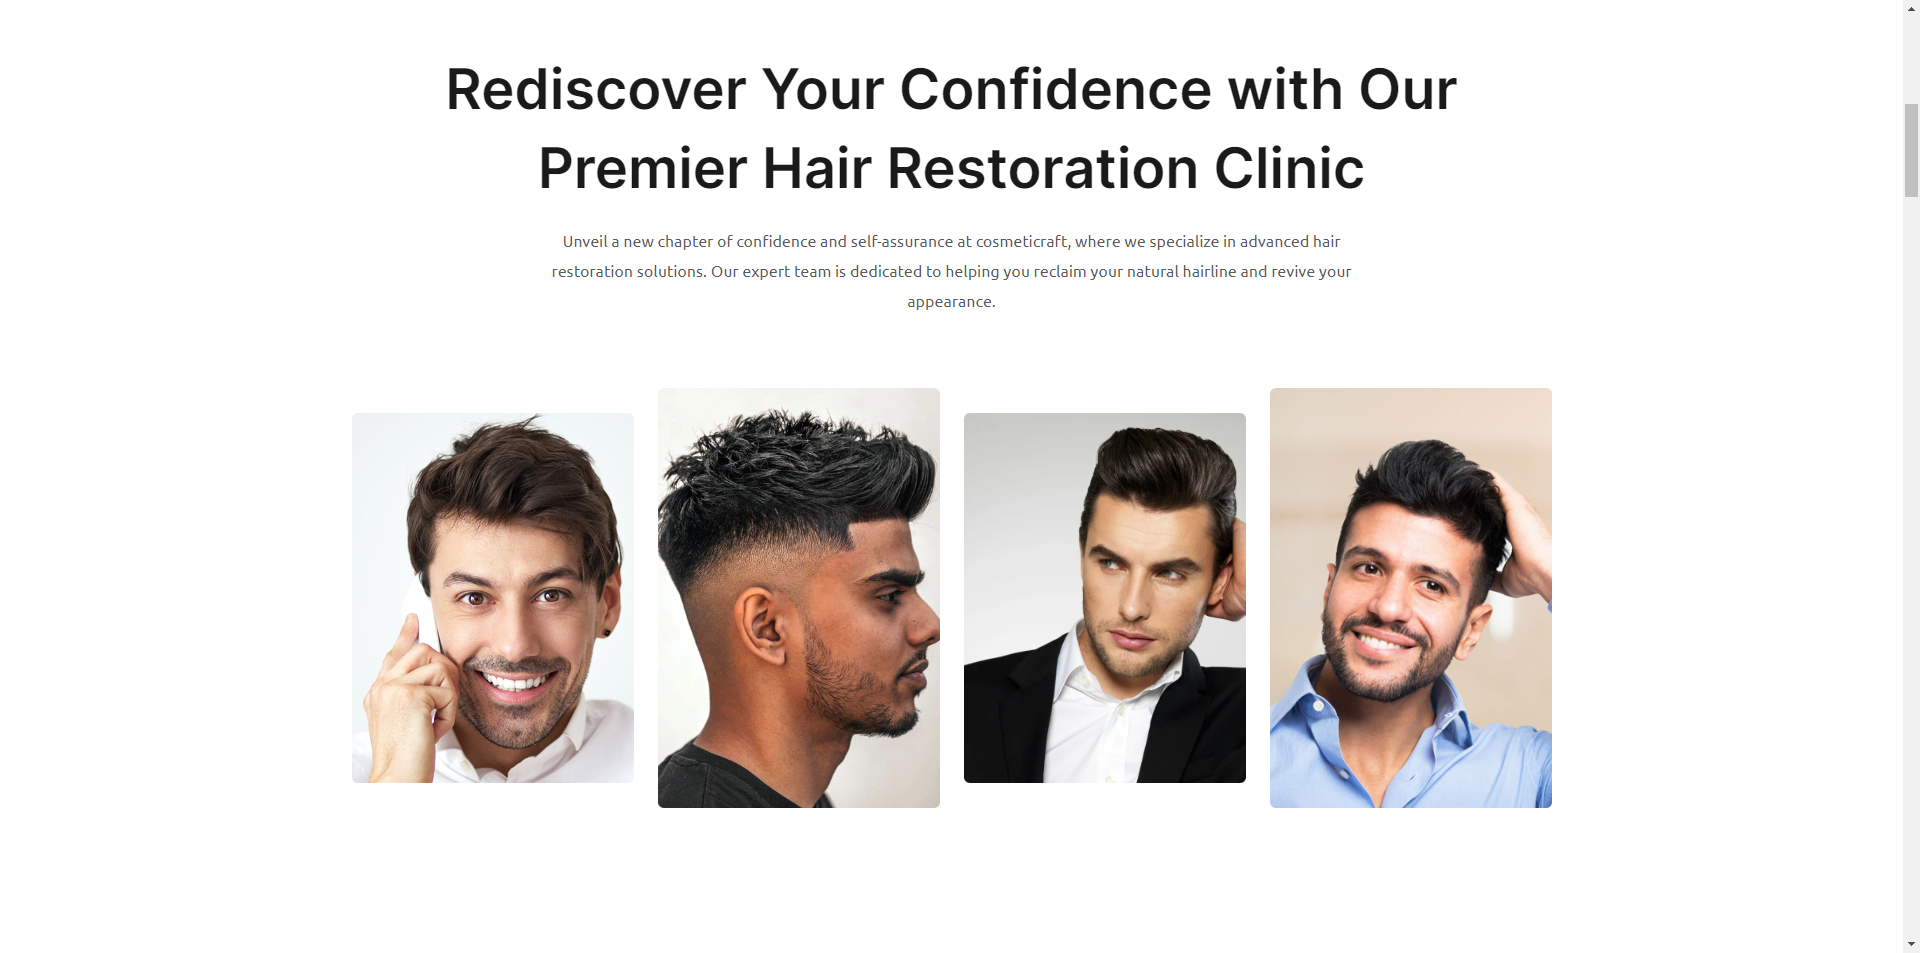 Rediscover Your Confidence with Our
Premier Hair Restoration Clinic
Unveil a new chapter of confidence and self-assurance at cosmeticraft, where we specialize in advanced hair
restoration solutions. Our expert team is dedicated to helping you reclaim your natural hairline and revive your
appearance.